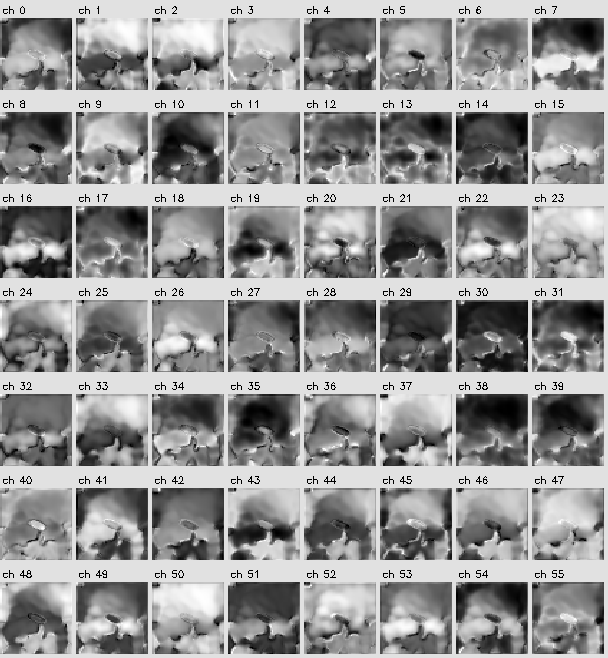 ch 0 ch 1 ch 2 ch 3 ch 4 ch 5 ch 6 ch 7
ch 8 ch 9 ch 10 ch 11 ch 12 ch 13 ch 14 ch 15
ch 16 ch 17 ch 18 ch 19 ch 20 ch 21 ch 22 ch 23
ch 24 ch 25 ch 26 ch 27 ch 28 ch 29 ch 30 ch 31
ch 32 ch 33 ch 34 ch 35 ch 36 ch 37 ch 38 ch 39
ch 40 ch 41 ch 42 ch 43 ch 44 ch 45 ch 46 ch 47
ch 48 ch 49 ch 50 ch 51 ch 52 ch 53 ch 54 ch 55